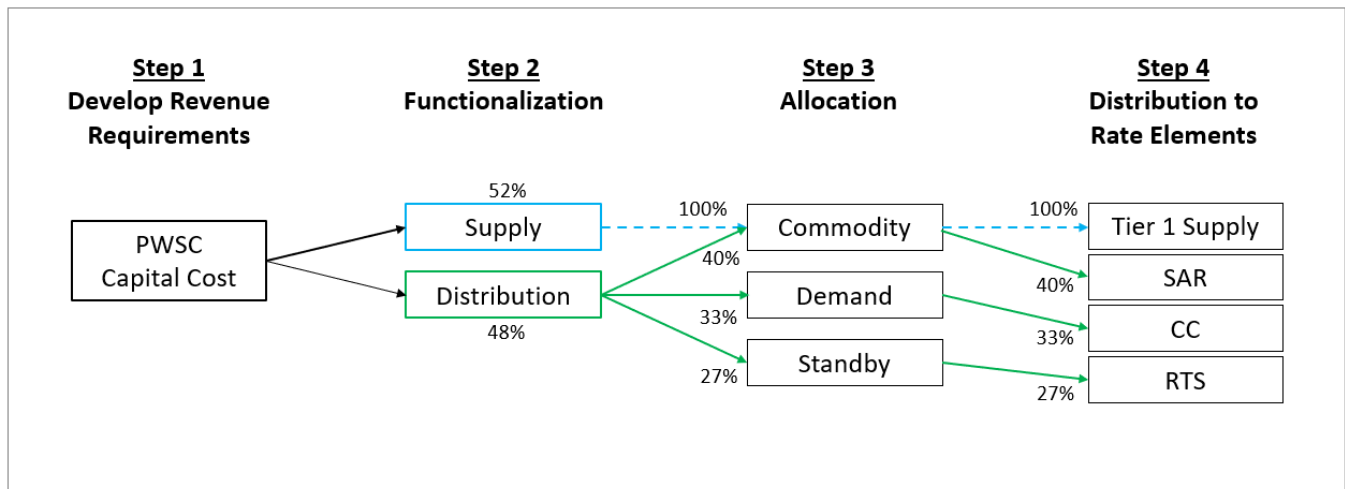 Step 1
Develop Revenue
Requirements
Step 2
Functionalization
Step 3
Allocation
Step 4
Distribution to
Rate Elements
PWSC
Capital Cost
52%
Supply
Distribution
48%
100%
40%
33%
27%
Commodity
Demand
Standby
100%
40%
33%
27%
Tier 1 Supply
SAR
CC
RTS